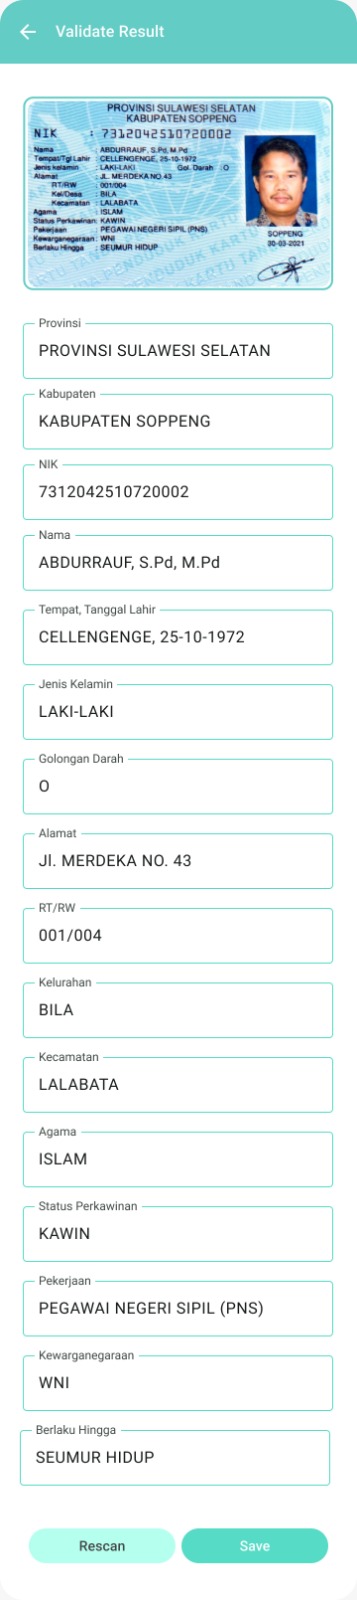 Validate Result
PROVINSI SULAWESI SELATAN
KABUPATEN SOPPENG
NIK : 7312042510720002
Nama : ABDURRAUF, S.Pd, M.Pd
Tempat/Tgl Lahir : CELLENGENGE, 25-10-1972
Jenis kelamin : LAKI-LAKI Gol. Darah : O
Alamat : JL. MERDEKA NO. 43
RT/RW : 001/004
Kel/Desa : BILA
Kecamatan : LALABATA
Agama : ISLAM
Status Perkawinan: KAWIN
Pekerjaan : PEGAWAI NEGERI SIPIL (PNS)
Kewarganegaraan: WNI
Berlaku Hingga : SEUMUR HIDUP
SOPPENG
30-03-2021
Provinsi
PROVINSI SULAWESI SELATAN
Kabupaten
KABUPATEN SOPPENG
NIK
7312042510720002
Nama
ABDURRAUF, S.Pd, M.Pd
Tempat, Tanggal Lahir
CELLENGENGE, 25-10-1972
Jenis Kelamin
LAKI-LAKI
Golongan Darah
O
Alamat
Jl. MERDEKA NO. 43
RT/RW
001/004
Kelurahan
BILA
Kecamatan
LALABATA
Agama
ISLAM
Status Perkawinan
KAWIN
Pekerjaan
PEGAWAI NEGERI SIPIL (PNS)
Kewarganegaraan
WNI
Berlaku Hingga
SEUMUR HIDUP
Rescan
Save